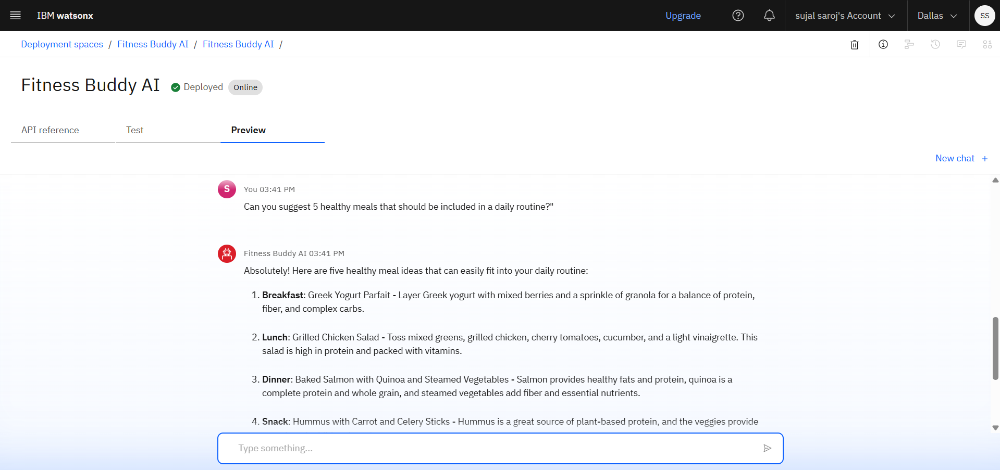 IBM watsonx
Upgrade
sujal saroj's Account
Dallas
SS
Deployment spaces / Fitness Buddy AI / Fitness Buddy AI /
Fitness Buddy AI
Deployed
Online
API reference
Test
Preview
New chat +
S
You 03:41 PM
Can you suggest 5 healthy meals that should be included in a daily routine?"
Fitness Buddy AI 03:41 PM
Absolutely! Here are five healthy meal ideas that can easily fit into your daily routine:
1. Breakfast: Greek Yogurt Parfait - Layer Greek yogurt with mixed berries and a sprinkle of granola for a balance of protein,
fiber, and complex carbs.
2. Lunch: Grilled Chicken Salad - Toss mixed greens, grilled chicken, cherry tomatoes, cucumber, and a light vinaigrette. This
salad is high in protein and packed with vitamins.
3. Dinner: Baked Salmon with Quinoa and Steamed Vegetables - Salmon provides healthy fats and protein, quinoa is a
complete protein and whole grain, and steamed vegetables add fiber and essential nutrients.
4. Snack: Hummus with Carrot and Celery Sticks - Hummus is a great source of plant-based protein, and the veggies provide
Type something...